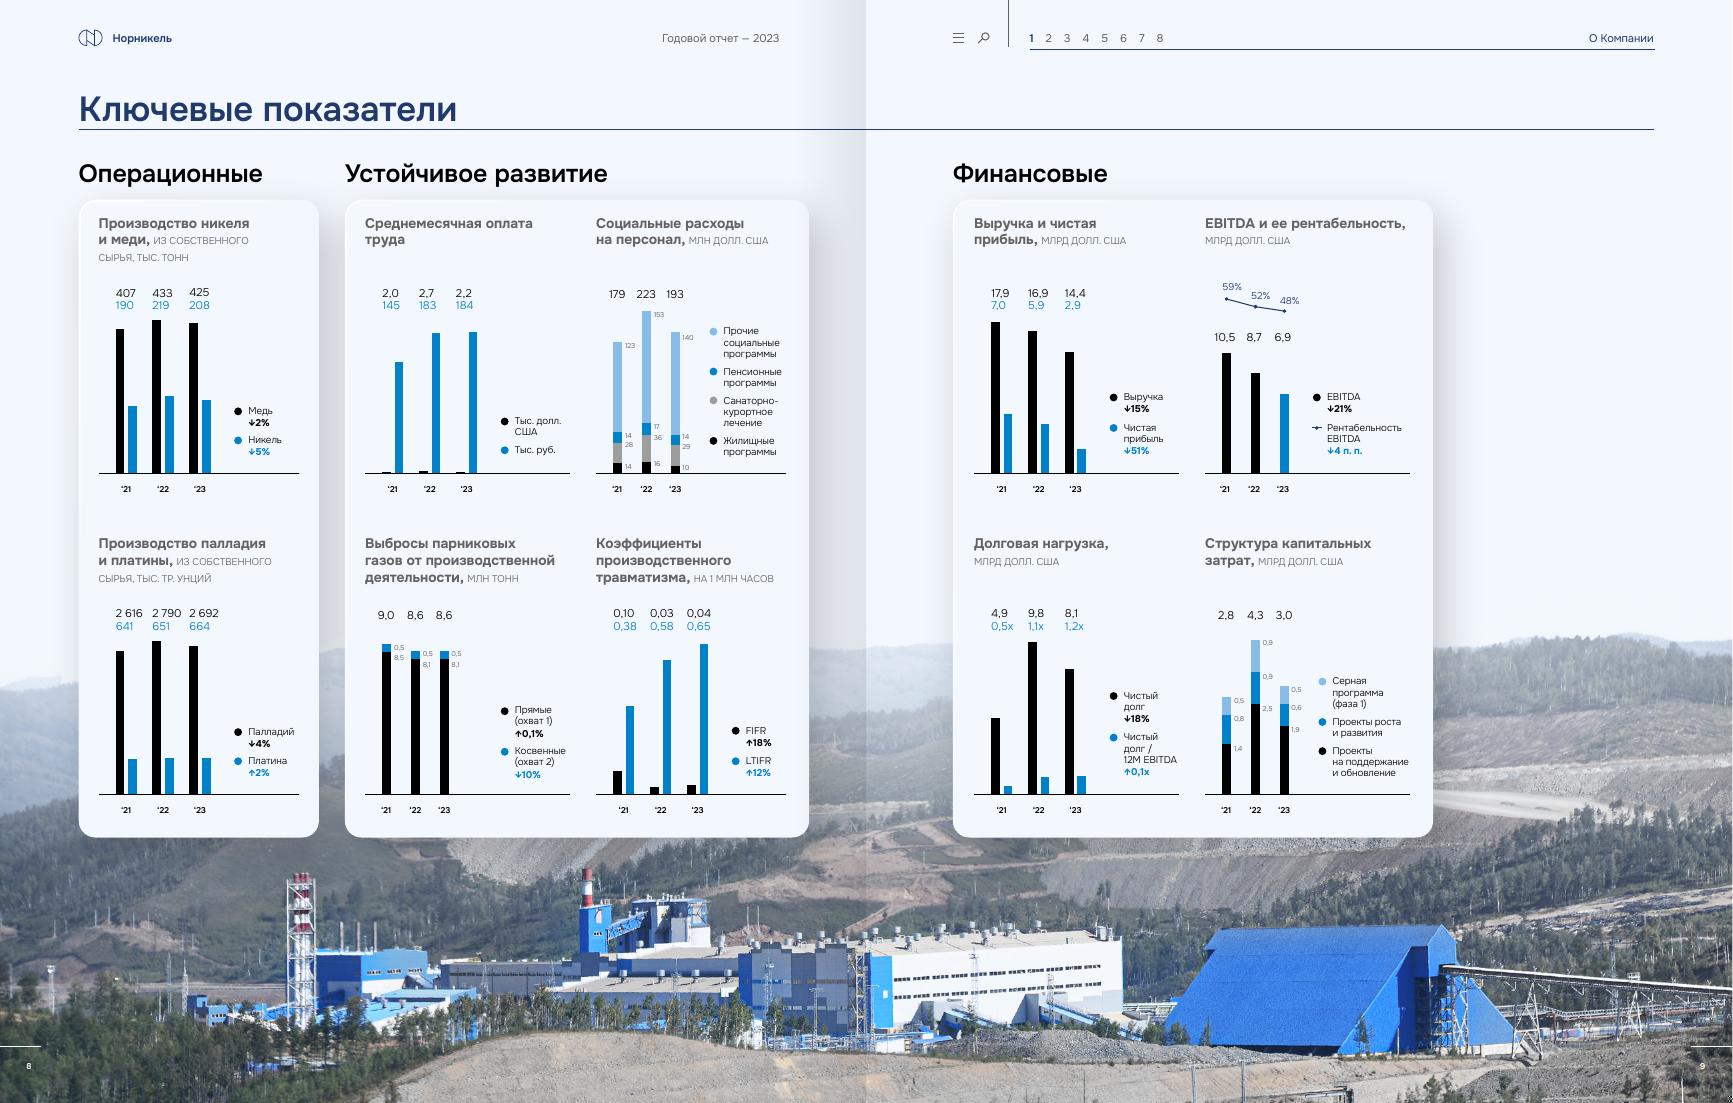 Норникель
Годовой отчет — 2023
1 2 3 4 5 6 7 8
О Компании
Ключевые показатели
Операционные
Производство никеля
и меди, ИЗ СОБСТВЕННОГО
СЫРЬЯ, ТЫС. ТОНН
407 433 425
190 219 208
Медь
↓2%
Никель
↓5%
‘21 ‘22 ‘23
Производство палладия
и платины, ИЗ СОБСТВЕННОГО
СЫРЬЯ, ТЫС. ТР. УНЦИЙ
2 616 2 790 2 692
641 651 664
Палладий
↓4%
Платина
↑2%
‘21 ‘22 ‘23
Устойчивое развитие
Среднемесячная оплата
труда
2,0 2,7 2,2
145 183 184
Тыс. долл.
США
Тыс. руб.
‘21 ‘22 ‘23
Социальные расходы
на персонал, МЛН ДОЛЛ. США
179 223 193
123 153 140
14 17 14
28 36 29
14 16 10
Прочие
социальные
программы
Пенсионные
программы
Санаторно-
курортное
лечение
Жилищные
программы
‘21 ‘22 ‘23
Выбросы парниковых
газов от производственной
деятельности, МЛН ТОНН
9,0 8,6 8,6
0,5 0,5 0,5
8,5 8,1 8,1
Прямые
(охват 1)
↑0,1%
Косвенные
(охват 2)
↓10%
‘21 ‘22 ‘23
Коэффициенты
производственного
травматизма, НА 1 МЛН ЧАСОВ
0,10 0,03 0,04
0,38 0,58 0,65
FIFR
↑18%
LTIFR
↑12%
‘21 ‘22 ‘23
Финансовые
Выручка и чистая
прибыль, МЛРД ДОЛЛ. США
17,9 16,9 14,4
7,0 5,9 2,9
Выручка
↓15%
Чистая
прибыль
↓51%
‘21 ‘22 ‘23
EBITDA и ее рентабельность,
МЛРД ДОЛЛ. США
59% 52% 48%
10,5 8,7 6,9
EBITDA
↓21%
Рентабельность
EBITDA
↓4 п. п.
‘21 ‘22 ‘23
Долговая нагрузка,
МЛРД ДОЛЛ. США
4,9 9,8 8,1
0,5x 1,1x 1,2x
Чистый
долг
↓18%
Чистый
долг /
12M EBITDA
↑0,1x
‘21 ‘22 ‘23
Структура капитальных
затрат, МЛРД ДОЛЛ. США
2,8 4,3 3,0
0,5 0,9 0,5
0,8 0,9 0,6
1,4 2,5 1,9
Серная
программа
(фаза 1)
Проекты роста
и развития
Проекты
на поддержание
и обновление
‘21 ‘22 ‘23
8
9